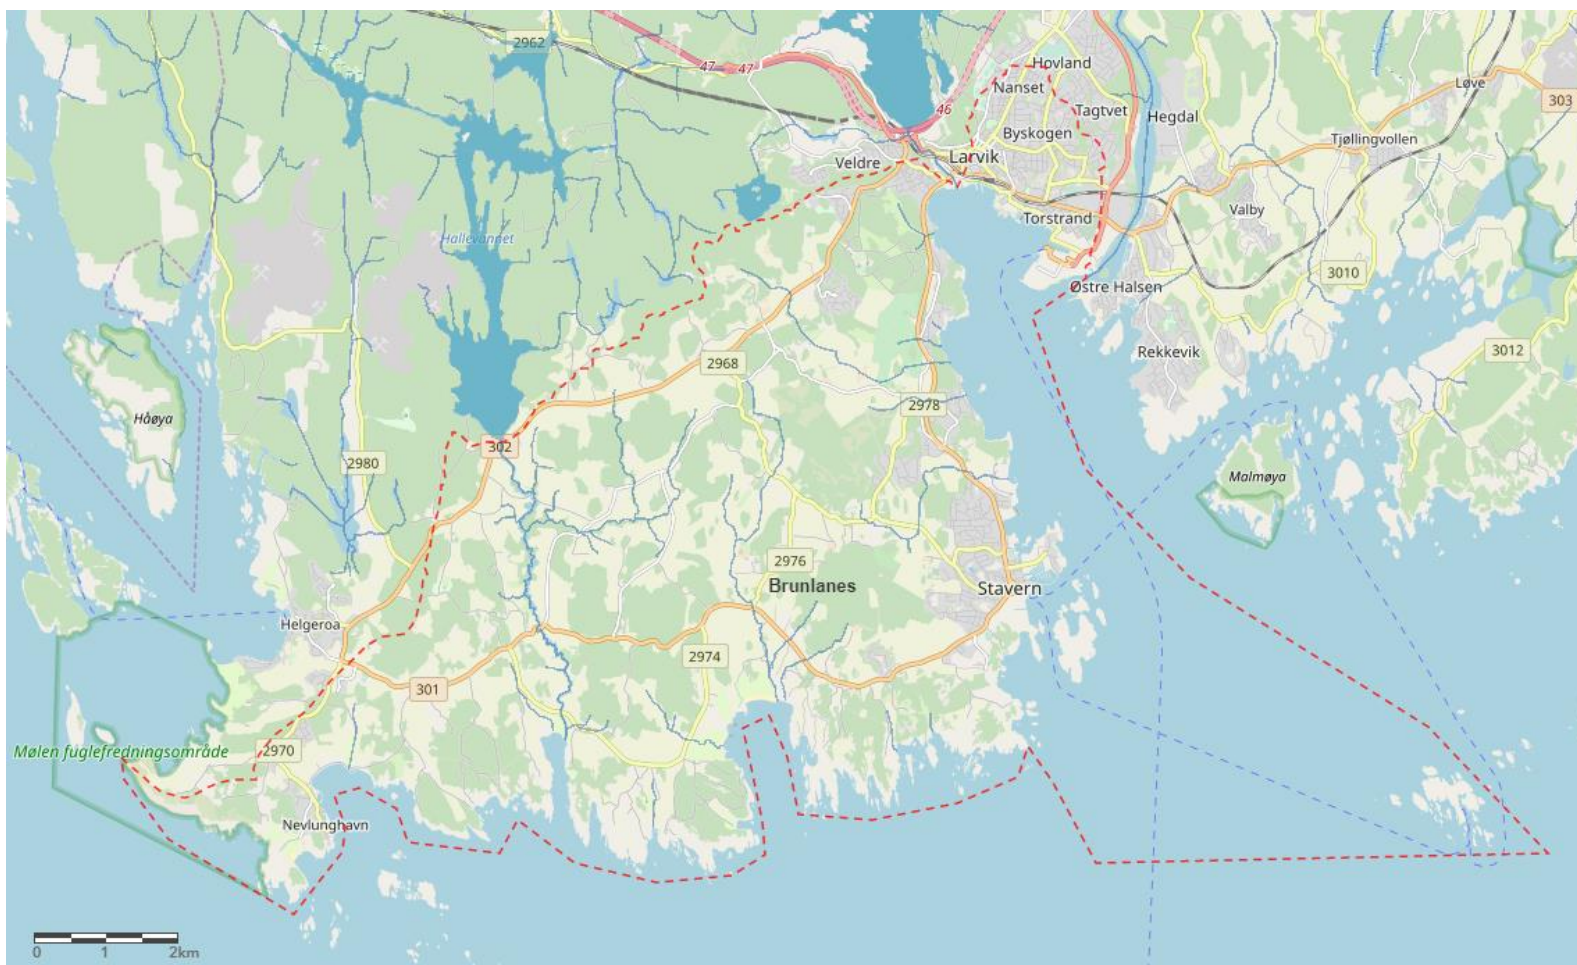 2962
47
47
46
Hovland
Nanset
Løve
303
Tagtvet
Hegdal
Byskogen
Tjøllingvollen
Veldre
Larvik
Valby
Torstrand
Hallevannet
3010
Østre Halsen
Rekkevik
3012
2968
2978
Håøya
302
2980
Malmøya
2976
Brunlanes
Stavern
Helgeroa
2974
301
Mølen fuglefredningsområde
2970
Nevlunghavn
0 1 2km